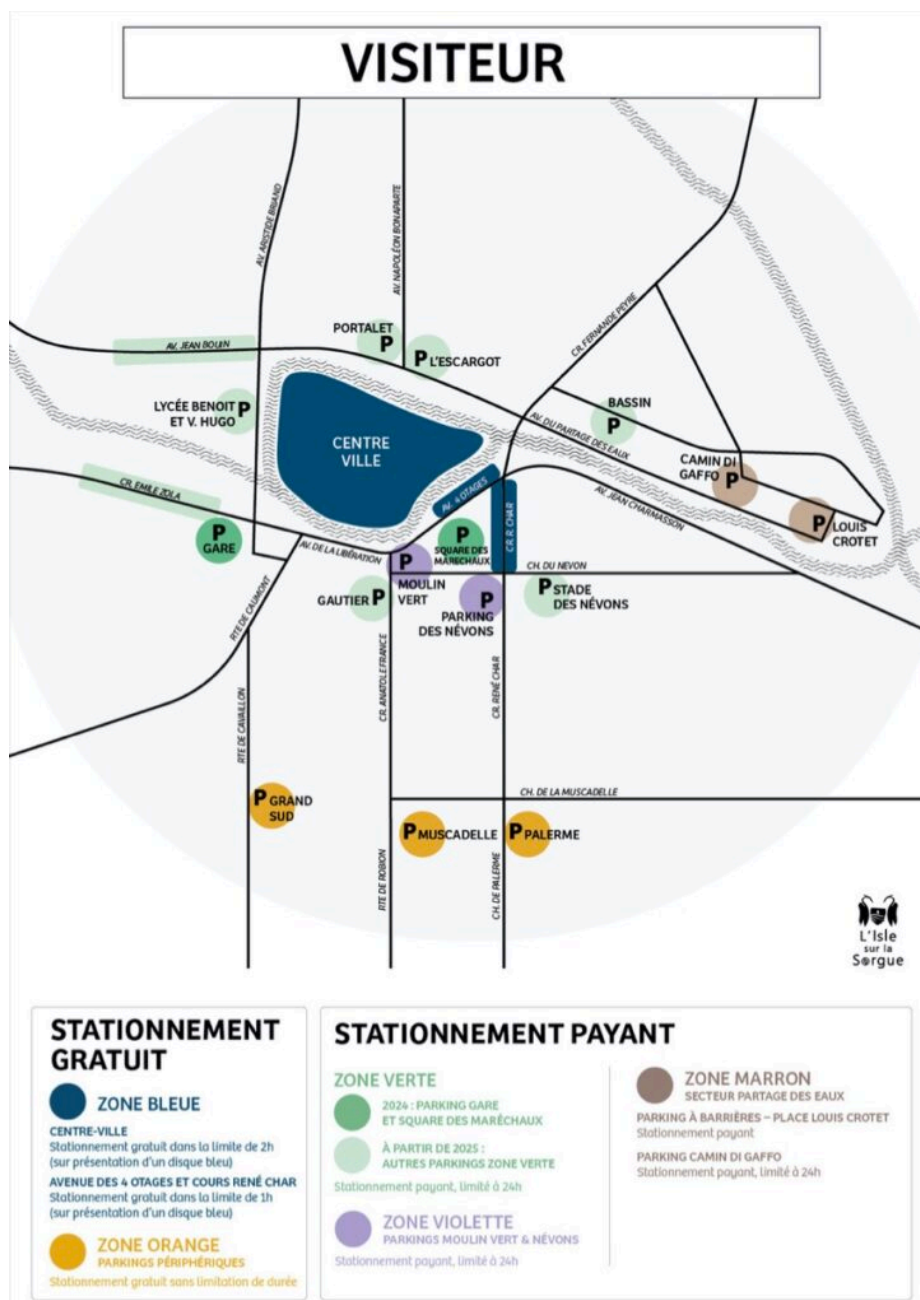 VISITEUR
AV. ARISTIDE BRIAND
AV. NAPOLÉON BONAPARTE
CR. FERNANDE PEYRE
PORTALET
P
AV. JEAN BOUIN
P L'ESCARGOT
LYCÉE BENOIT
ET V. HUGO
P
BASSIN
P
AV. DU PARTAGE DES EAUX
CENTRE
VILLE
CAMIN DI
GAFFO
P
CR. EMILE ZOLA
AV. 4 OTAGES
AV. JEAN CHARMASSON
P
LOUIS
CROTET
P
GARE
AV. DE LA LIBÉRATION
P
SQUARE DES
MARECHAUX
CR. R. CHAR
P
MOULIN
VERT
CH. DU NEVON
GAUTIER P
P
PARKING
DES NÉVONS
P STADE
DES NÉVONS
RTE DE CAUMONT
RTE DE CAVAILLON
CR. ANATOLE FRANCE
CR. RENÉ CHAR
P GRAND
SUD
CH. DE LA MUSCADELLE
P MUSCADELLE
P PALERME
RTE DE ROBION
CH. DE PALERME
L'Isle
sur la
Sorgue
STATIONNEMENT
GRATUIT
ZONE BLEUE
CENTRE-VILLE
Stationnement gratuit dans la limite de 2h
(sur présentation d'un disque bleu)
AVENUE DES 4 OTAGES ET COURS RENÉ CHAR
Stationnement gratuit dans la limite de 1h
(sur présentation d'un disque bleu)
ZONE ORANGE
PARKINGS PÉRIPHÉRIQUES
Stationnement gratuit sans limitation de durée
STATIONNEMENT PAYANT
ZONE VERTE
2024 : PARKING GARE
ET SQUARE DES MARÉCHAUX
À PARTIR DE 2025 :
AUTRES PARKINGS ZONE VERTE
Stationnement payant, limité à 24h
ZONE VIOLETTE
PARKINGS MOULIN VERT & NÉVONS
Stationnement payant, limité à 24h
ZONE MARRON
SECTEUR PARTAGE DES EAUX
PARKING À BARRIÈRES – PLACE LOUIS CROTET
Stationnement payant
PARKING CAMIN DI GAFFO
Stationnement payant, limité à 24h